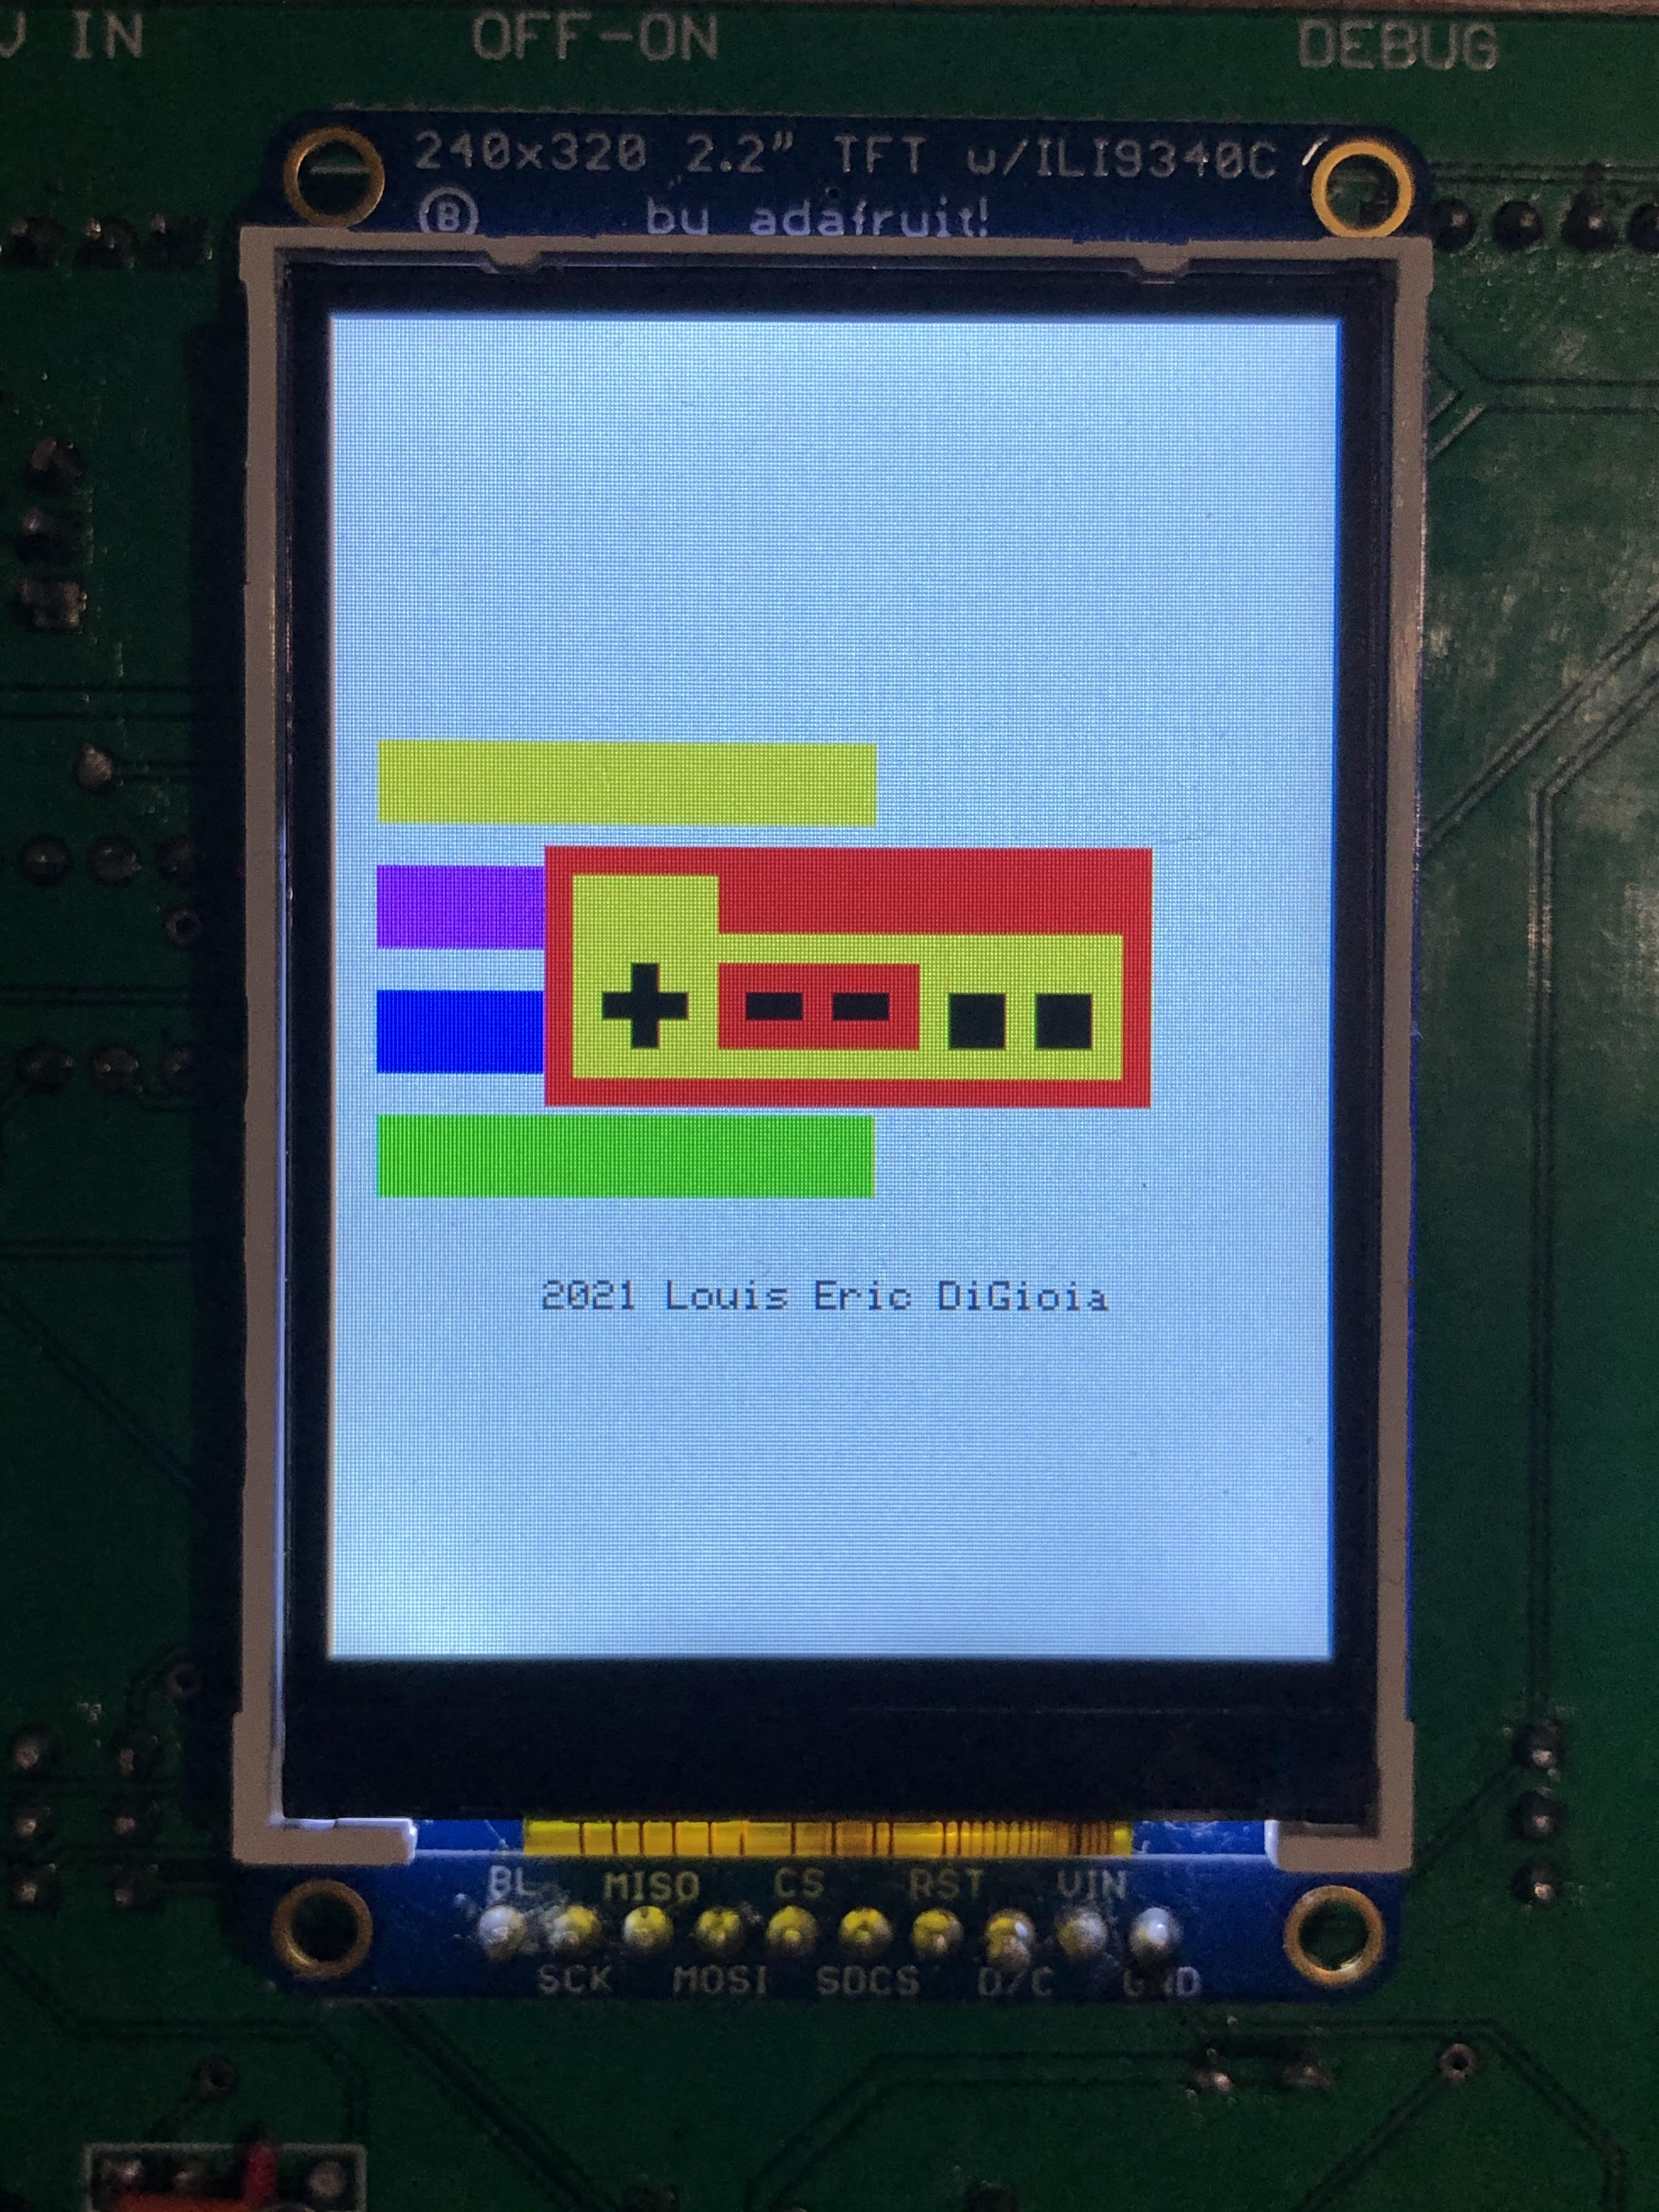 IN OFF-ON DEBUG
240x320 2.2" TFT w/ILI9340C
by adafruit!
2021 Louis Eric DiGioia
BL MISO CS RST VIN
SCK MOSI SDCS D/C GND